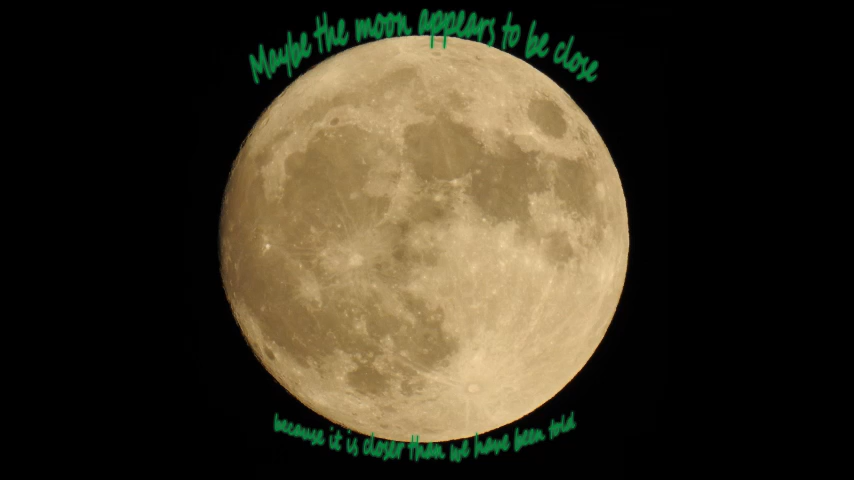 Maybe the moon appears to be close
because it is closer than we have been told